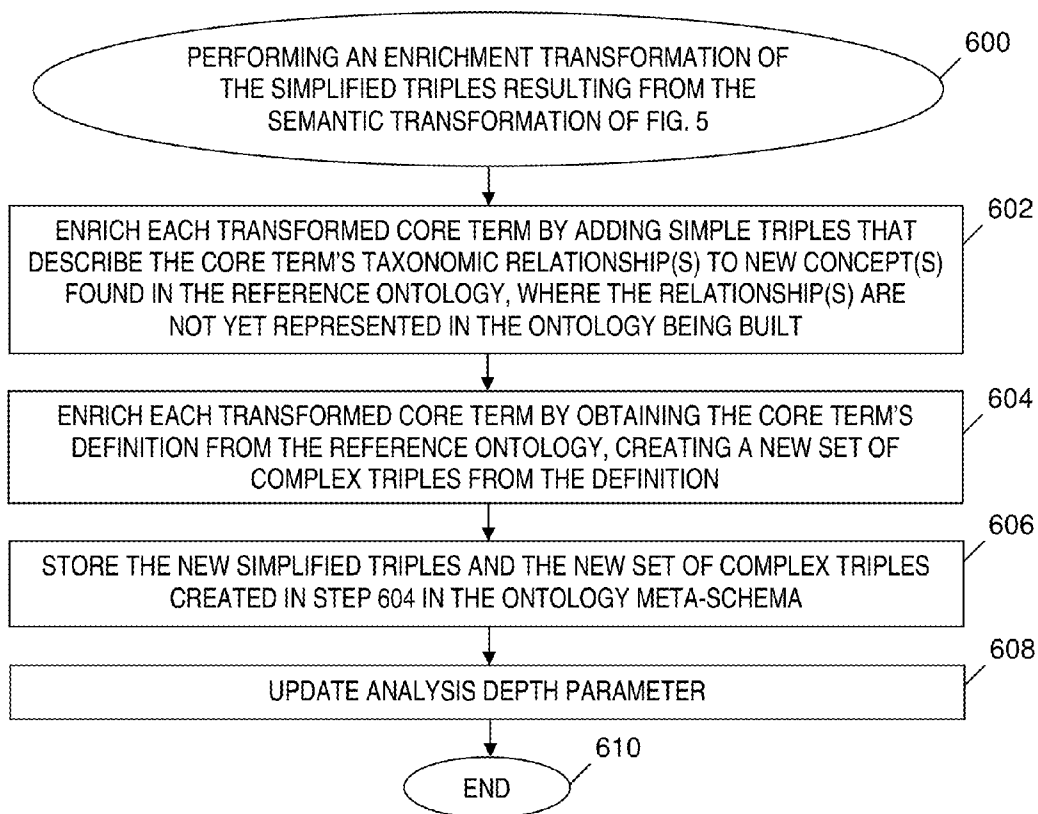 PERFORMING AN ENRICHMENT TRANSFORMATION OF
THE SIMPLIFIED TRIPLES RESULTING FROM THE
SEMANTIC TRANSFORMATION OF FIG. 5
600
602
ENRICH EACH TRANSFORMED CORE TERM BY ADDING SIMPLE TRIPLES THAT
DESCRIBE THE CORE TERM'S TAXONOMIC RELATIONSHIP(S) TO NEW CONCEPT(S)
FOUND IN THE REFERENCE ONTOLOGY, WHERE THE RELATIONSHIP(S) ARE
NOT YET REPRESENTED IN THE ONTOLOGY BEING BUILT
604
ENRICH EACH TRANSFORMED CORE TERM BY OBTAINING THE CORE TERM'S
DEFINITION FROM THE REFERENCE ONTOLOGY, CREATING A NEW SET OF
COMPLEX TRIPLES FROM THE DEFINITION
606
STORE THE NEW SIMPLIFIED TRIPLES AND THE NEW SET OF COMPLEX TRIPLES
CREATED IN STEP 604 IN THE ONTOLOGY META-SCHEMA
608
UPDATE ANALYSIS DEPTH PARAMETER
610
END